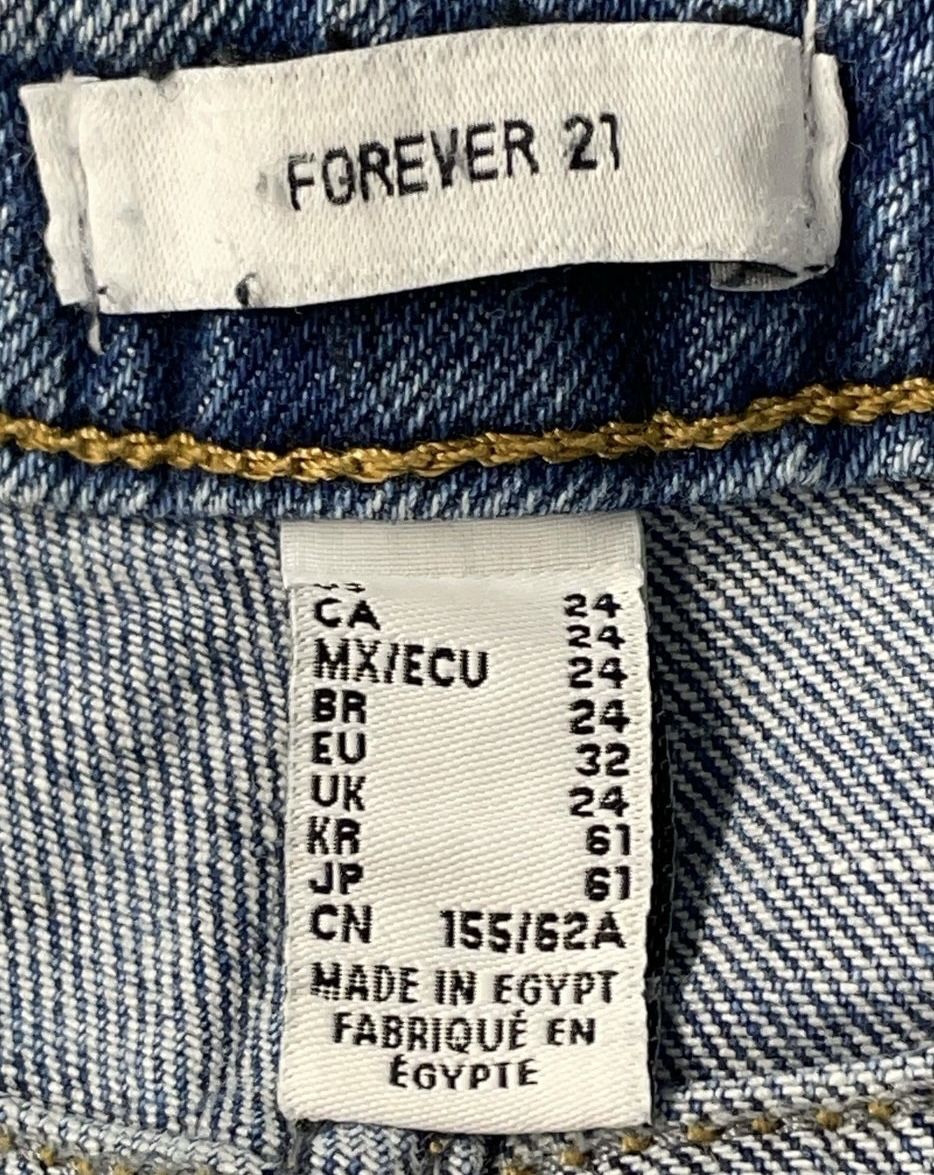 FOREVER 21
24
CA 24
MX/ECU 24
BR 24
EU 32
UK 24
KR 61
JP 61
CN 155/62A
MADE IN EGYPT
FABRIQUÉ EN
ÉGYPTE